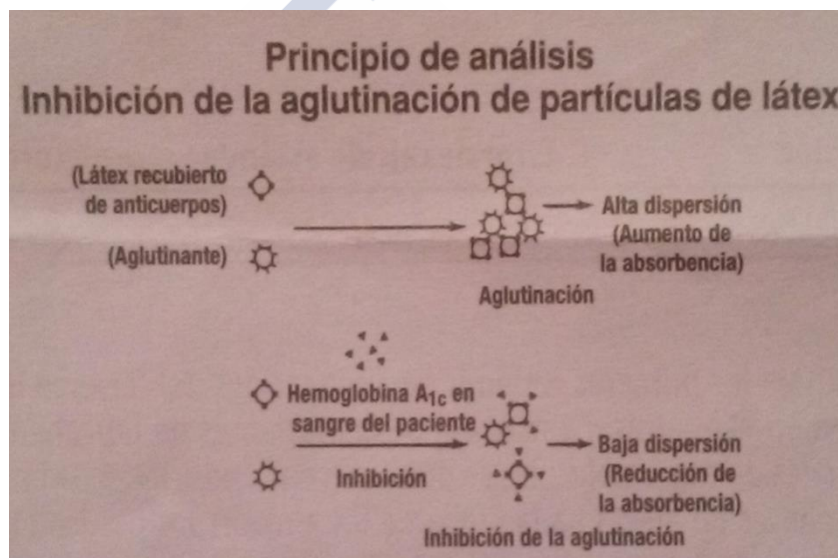 Principio de análisis
Inhibición de la aglutinación de partículas de látex
(Látex recubierto
de anticuerpos)
(Aglutinante)
Alta dispersión
(Aumento de
la absorbencia)
Aglutinación
Hemoglobina A1c en
sangre del paciente
Inhibición
Baja dispersión
(Reducción de
la absorbencia)
Inhibición de la aglutinación